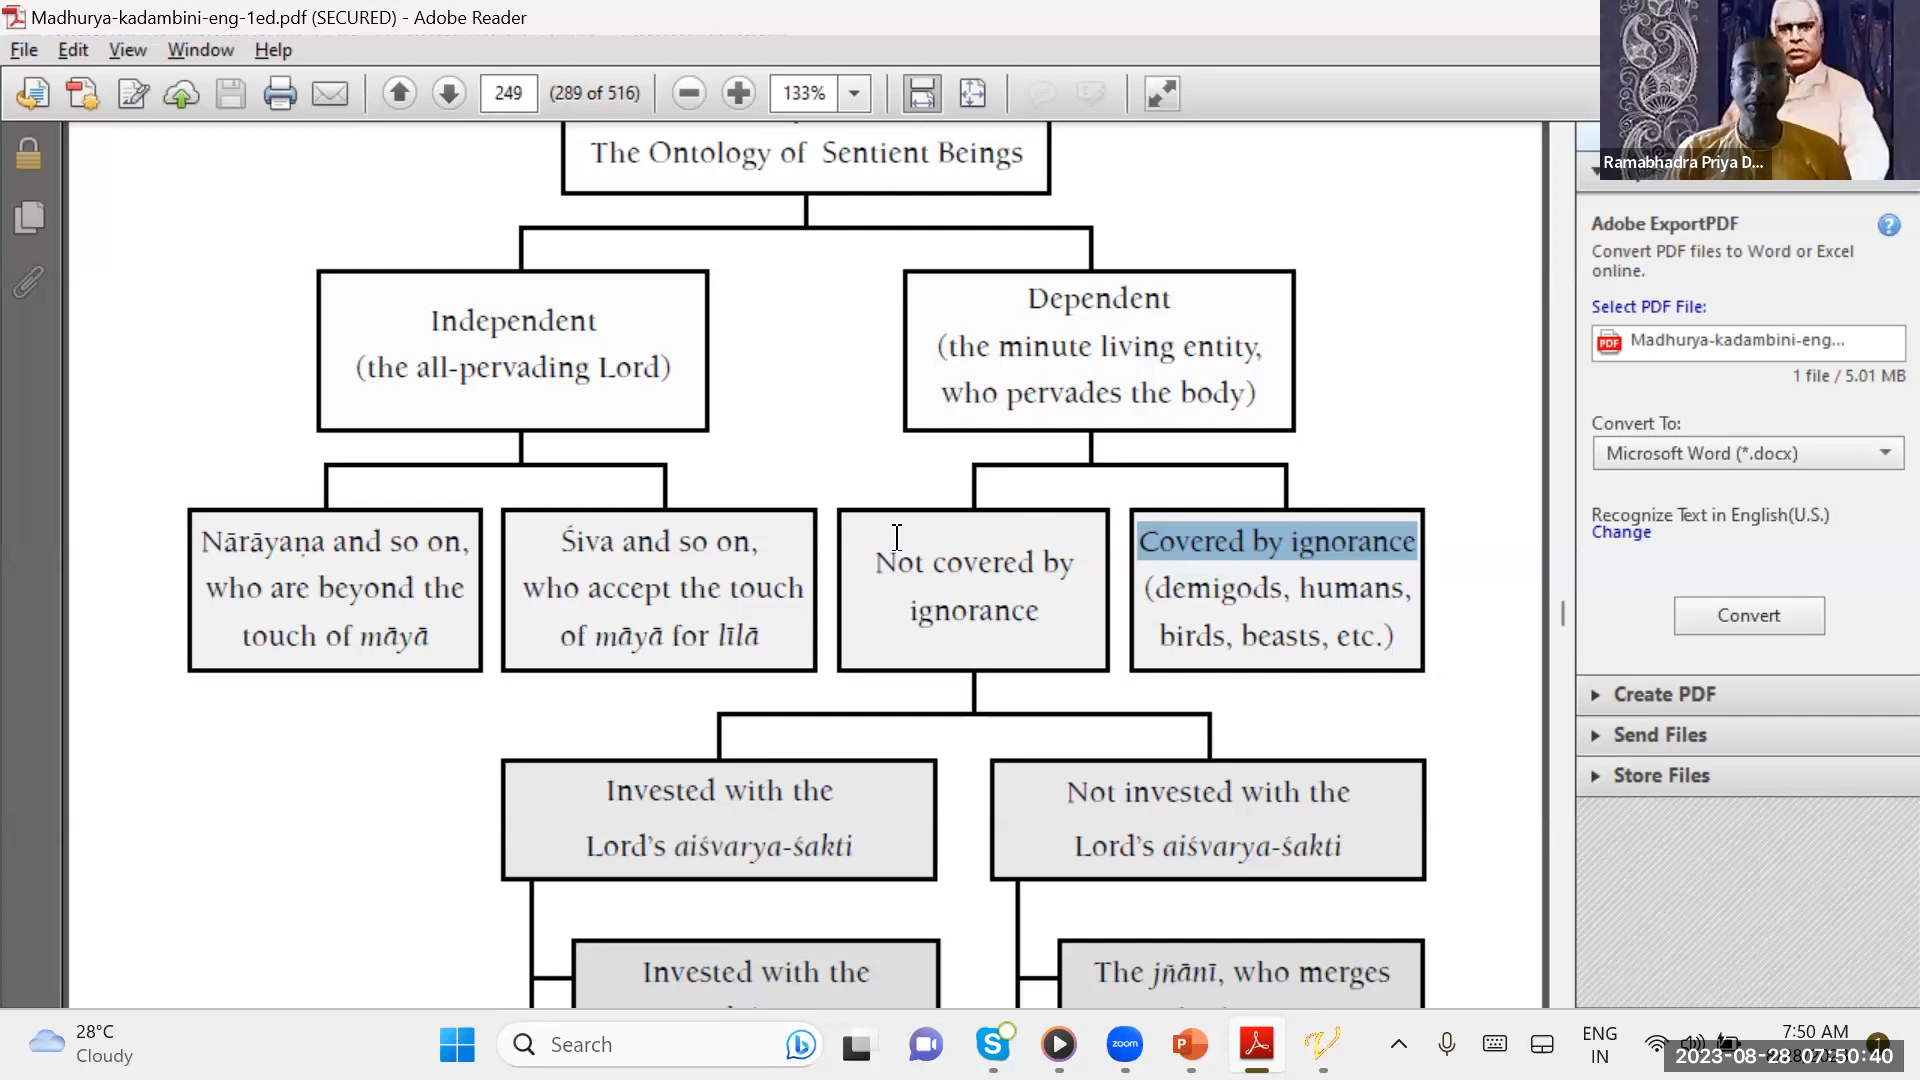 Madhurya-kadambini-eng-1ed.pdf (SECURED) - Adobe Reader
File Edit View Window Help
249 (289 of 516) 133%
Ramabhadra Priya D...
The Ontology of Sentient Beings
Independent
(the all-pervading Lord)
Dependent
(the minute living entity,
who pervades the body)
Nārāyaṇa and so on,
who are beyond the
touch of māyā
Śiva and so on,
who accept the touch
of māyā for līlā
Not covered by
ignorance
Covered by ignorance
(demigods, humans,
birds, beasts, etc.)
Invested with the
Lord's aiśvarya-śakti
Not invested with the
Lord's aiśvarya-śakti
Invested with the
The jñānī, who merges
Adobe ExportPDF
Convert PDF files to Word or Excel
online.
Select PDF File:
PDF Madhurya-kadambini-eng...
1 file / 5.01 MB
Convert To:
Microsoft Word (*.docx)
Recognize Text in English(U.S.)
Change
Convert
Create PDF
Send Files
Store Files
28°C
Cloudy
Search
zoom
ENG
IN
7:50 AM
1
2023-08-28 07:50:40